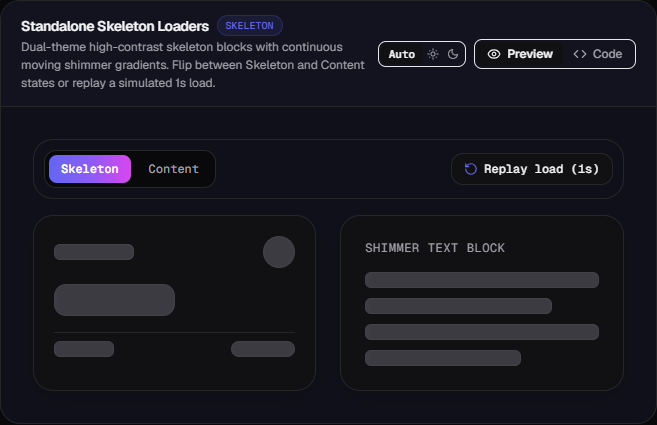 Standalone Skeleton Loaders SKELETON
Dual-theme high-contrast skeleton blocks with continuous
moving shimmer gradients. Flip between Skeleton and Content
states or replay a simulated 1s load.
Auto Preview Code
Skeleton Content Replay load (1s)
SHIMMER TEXT BLOCK